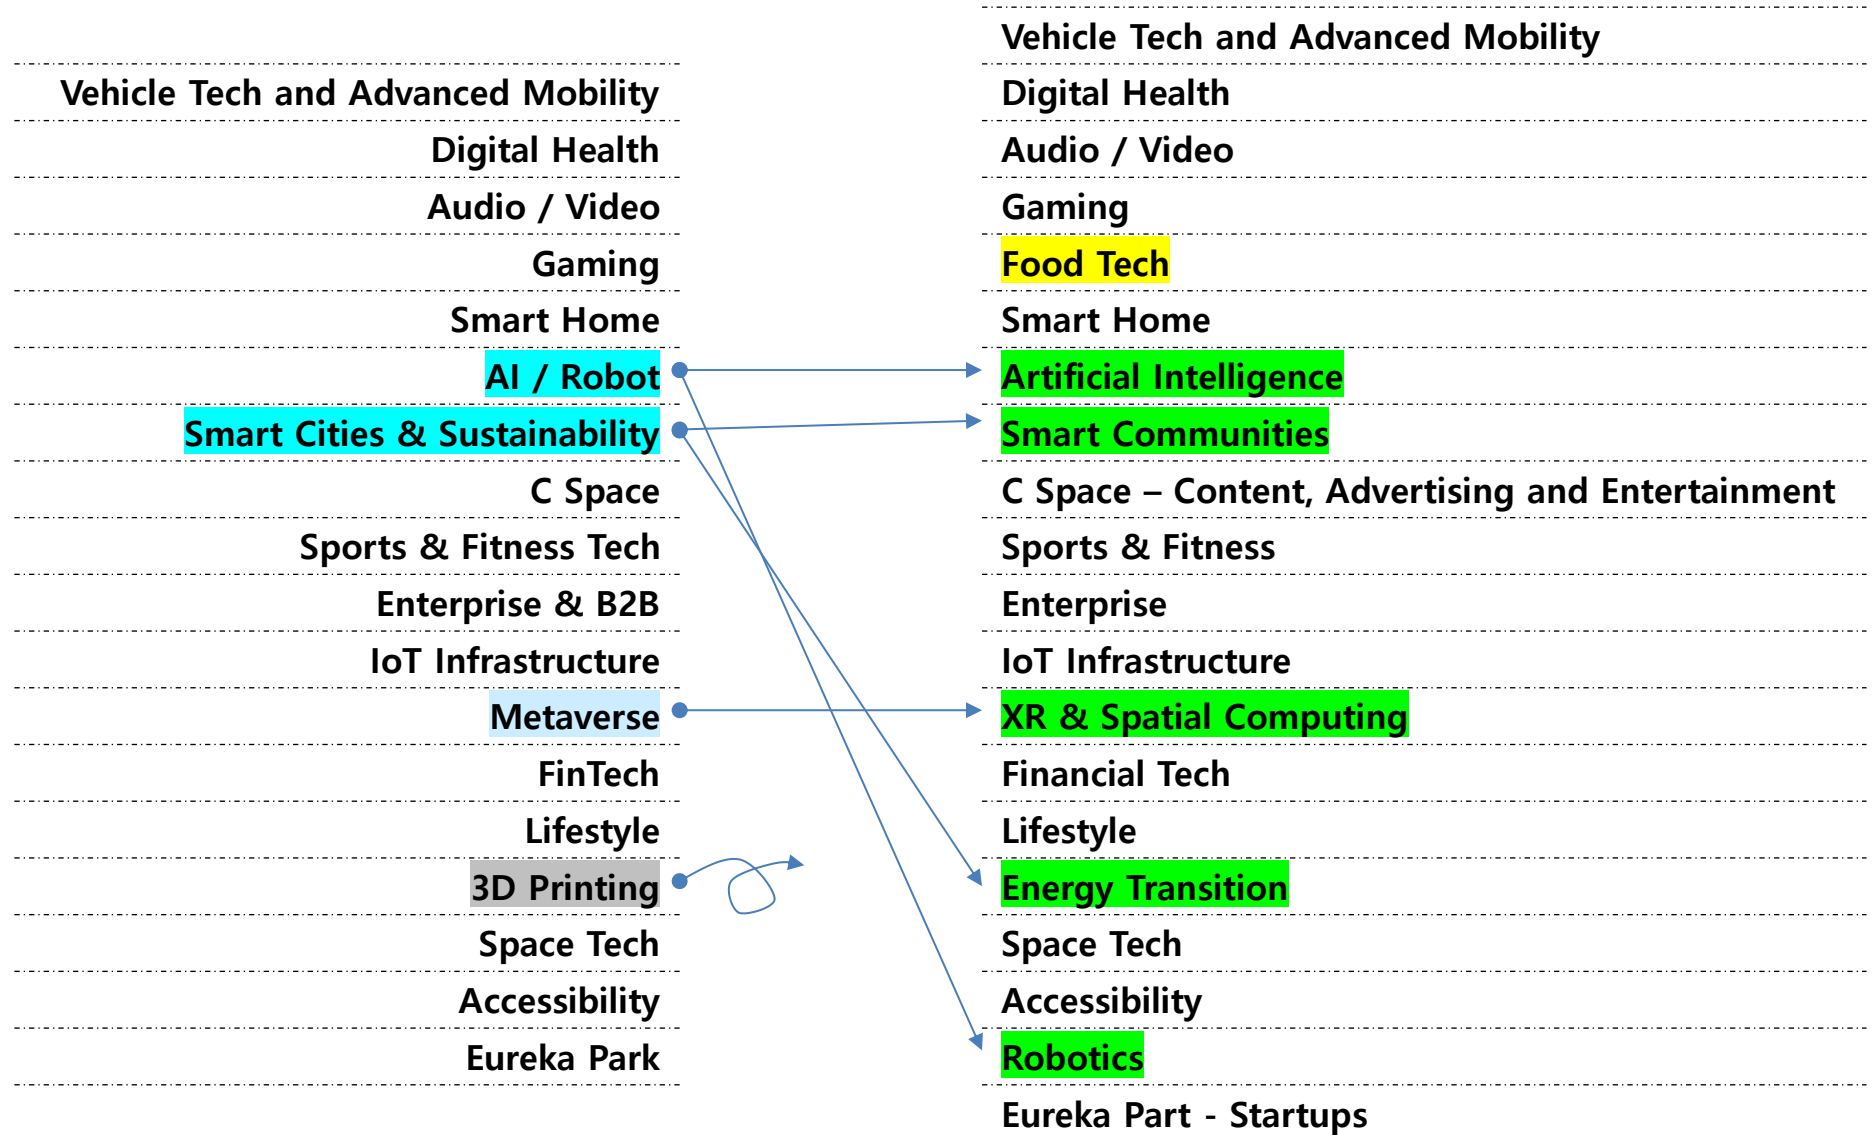 Vehicle Tech and Advanced Mobility
Digital Health
Audio / Video
Gaming
Smart Home
AI / Robot
Smart Cities & Sustainability
C Space
Sports & Fitness Tech
Enterprise & B2B
IoT Infrastructure
Metaverse
FinTech
Lifestyle
3D Printing
Space Tech
Accessibility
Eureka Park
Vehicle Tech and Advanced Mobility
Digital Health
Audio / Video
Gaming
Food Tech
Smart Home
Artificial Intelligence
Smart Communities
C Space – Content, Advertising and Entertainment
Sports & Fitness
Enterprise
IoT Infrastructure
XR & Spatial Computing
Financial Tech
Lifestyle
Energy Transition
Space Tech
Accessibility
Robotics
Eureka Part - Startups